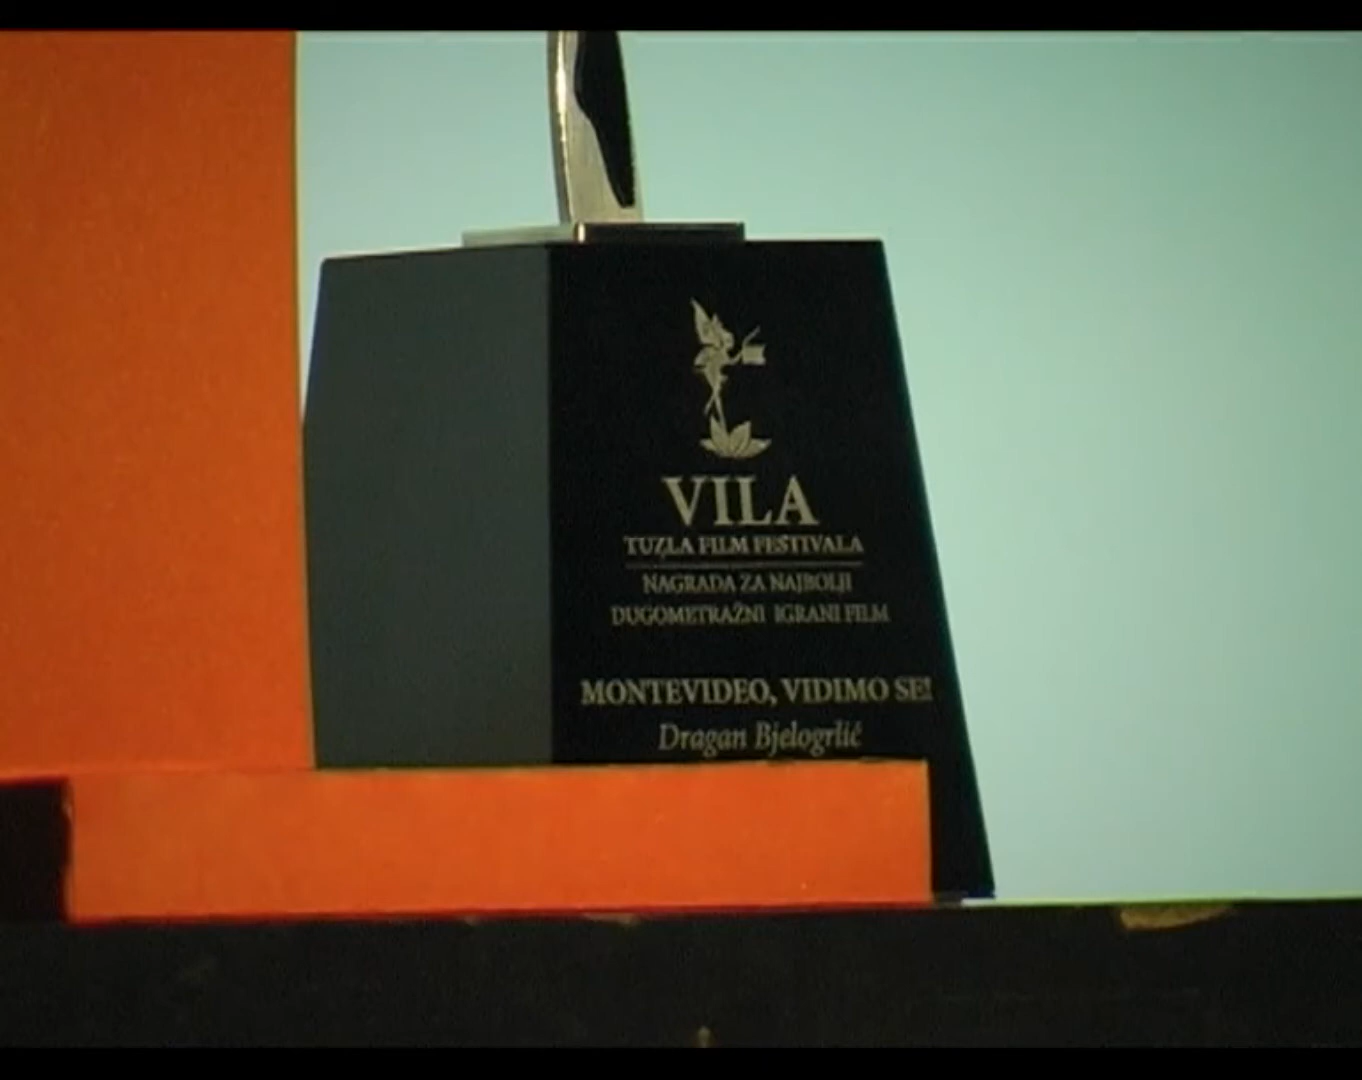 VILA
TUZLA FILM FESTIVALA
NAGRADA ZA NAJBOLJI
DUGOMETRAŽNI IGRANI FILM
MONTEVIDEO, VIDIMO SE!
Dragan Bjelogrlić